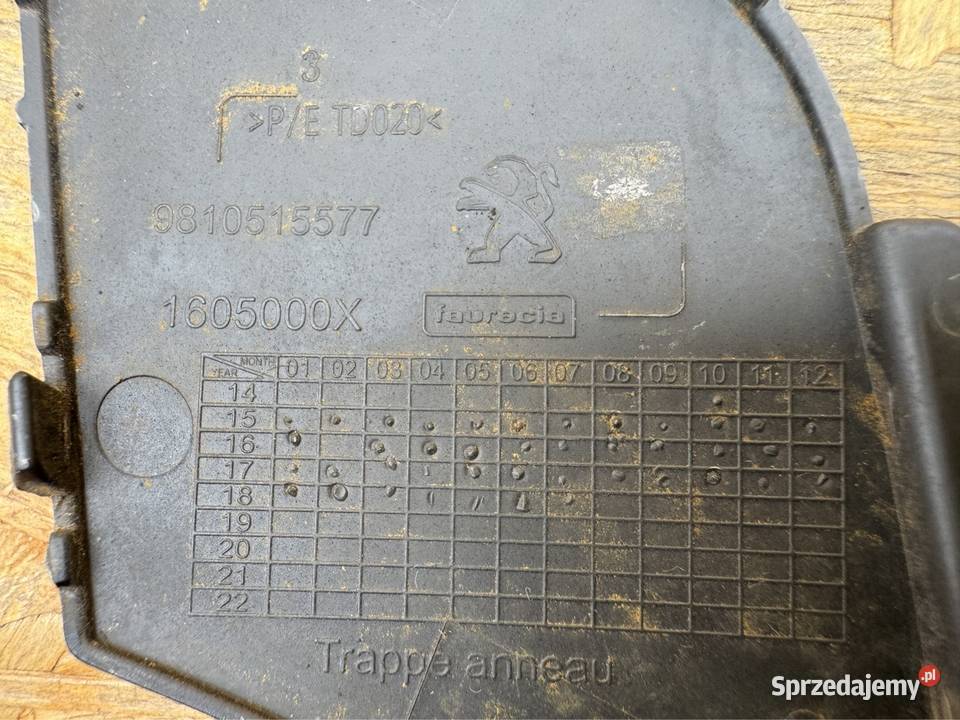 3
>P/E TD020<
9810515577
1605000X
faurecia
MONTH
YEAR
01 02 03 04 05 06 07 08 09 10 11 12
14
15
16
17
18
19
20
21
22
Trappe anneau
Sprzedajemy.pl